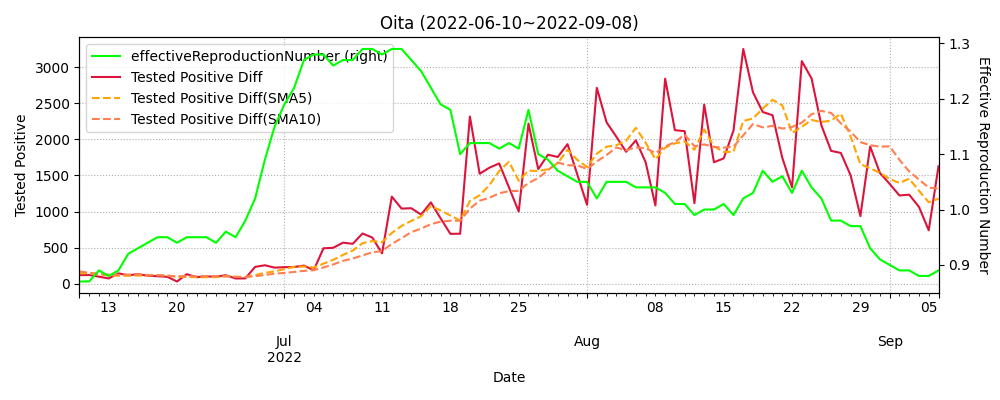 Oita (2022-06-10~2022-09-08)
effectiveReproductionNumber (right)
Tested Positive Diff
Tested Positive Diff(SMA5)
Tested Positive Diff(SMA10)
Tested Positive
3000
2500
2000
1500
1000
500
0
1.3
1.2
1.1
1.0
0.9
Effective Reproduction Number
13 20 27 04 11 18 25 08 15 22 29 05
Jul Aug Sep
2022
Date